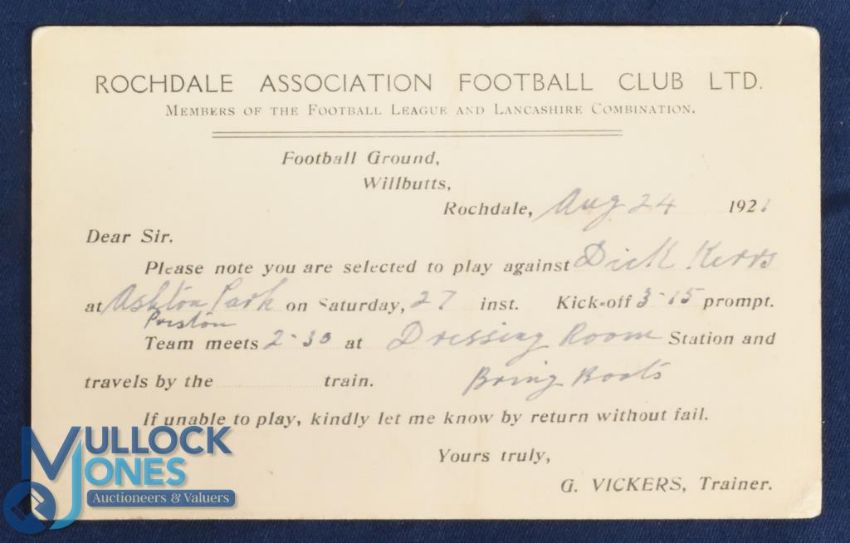 ROCHDALE ASSOCIATION FOOTBALL CLUB LTD.
MEMBERS OF THE FOOTBALL LEAGUE AND LANCASHIRE COMBINATION.
Football Ground,
Willbutts,
Rochdale, Aug 24 1921
Dear Sir.
Please note you are selected to play against Dick Kerrs
at Ashton Park on Saturday, 27 inst. Kick-off 3-15 prompt.
Preston
Team meets 2-30 at Dressing Room Station and
travels by the train. Bring Boots
If unable to play, kindly let me know by return without fail.
Yours truly,
G. VICKERS, Trainer.
MULLOCK
JONES
Auctioneers & Valuers